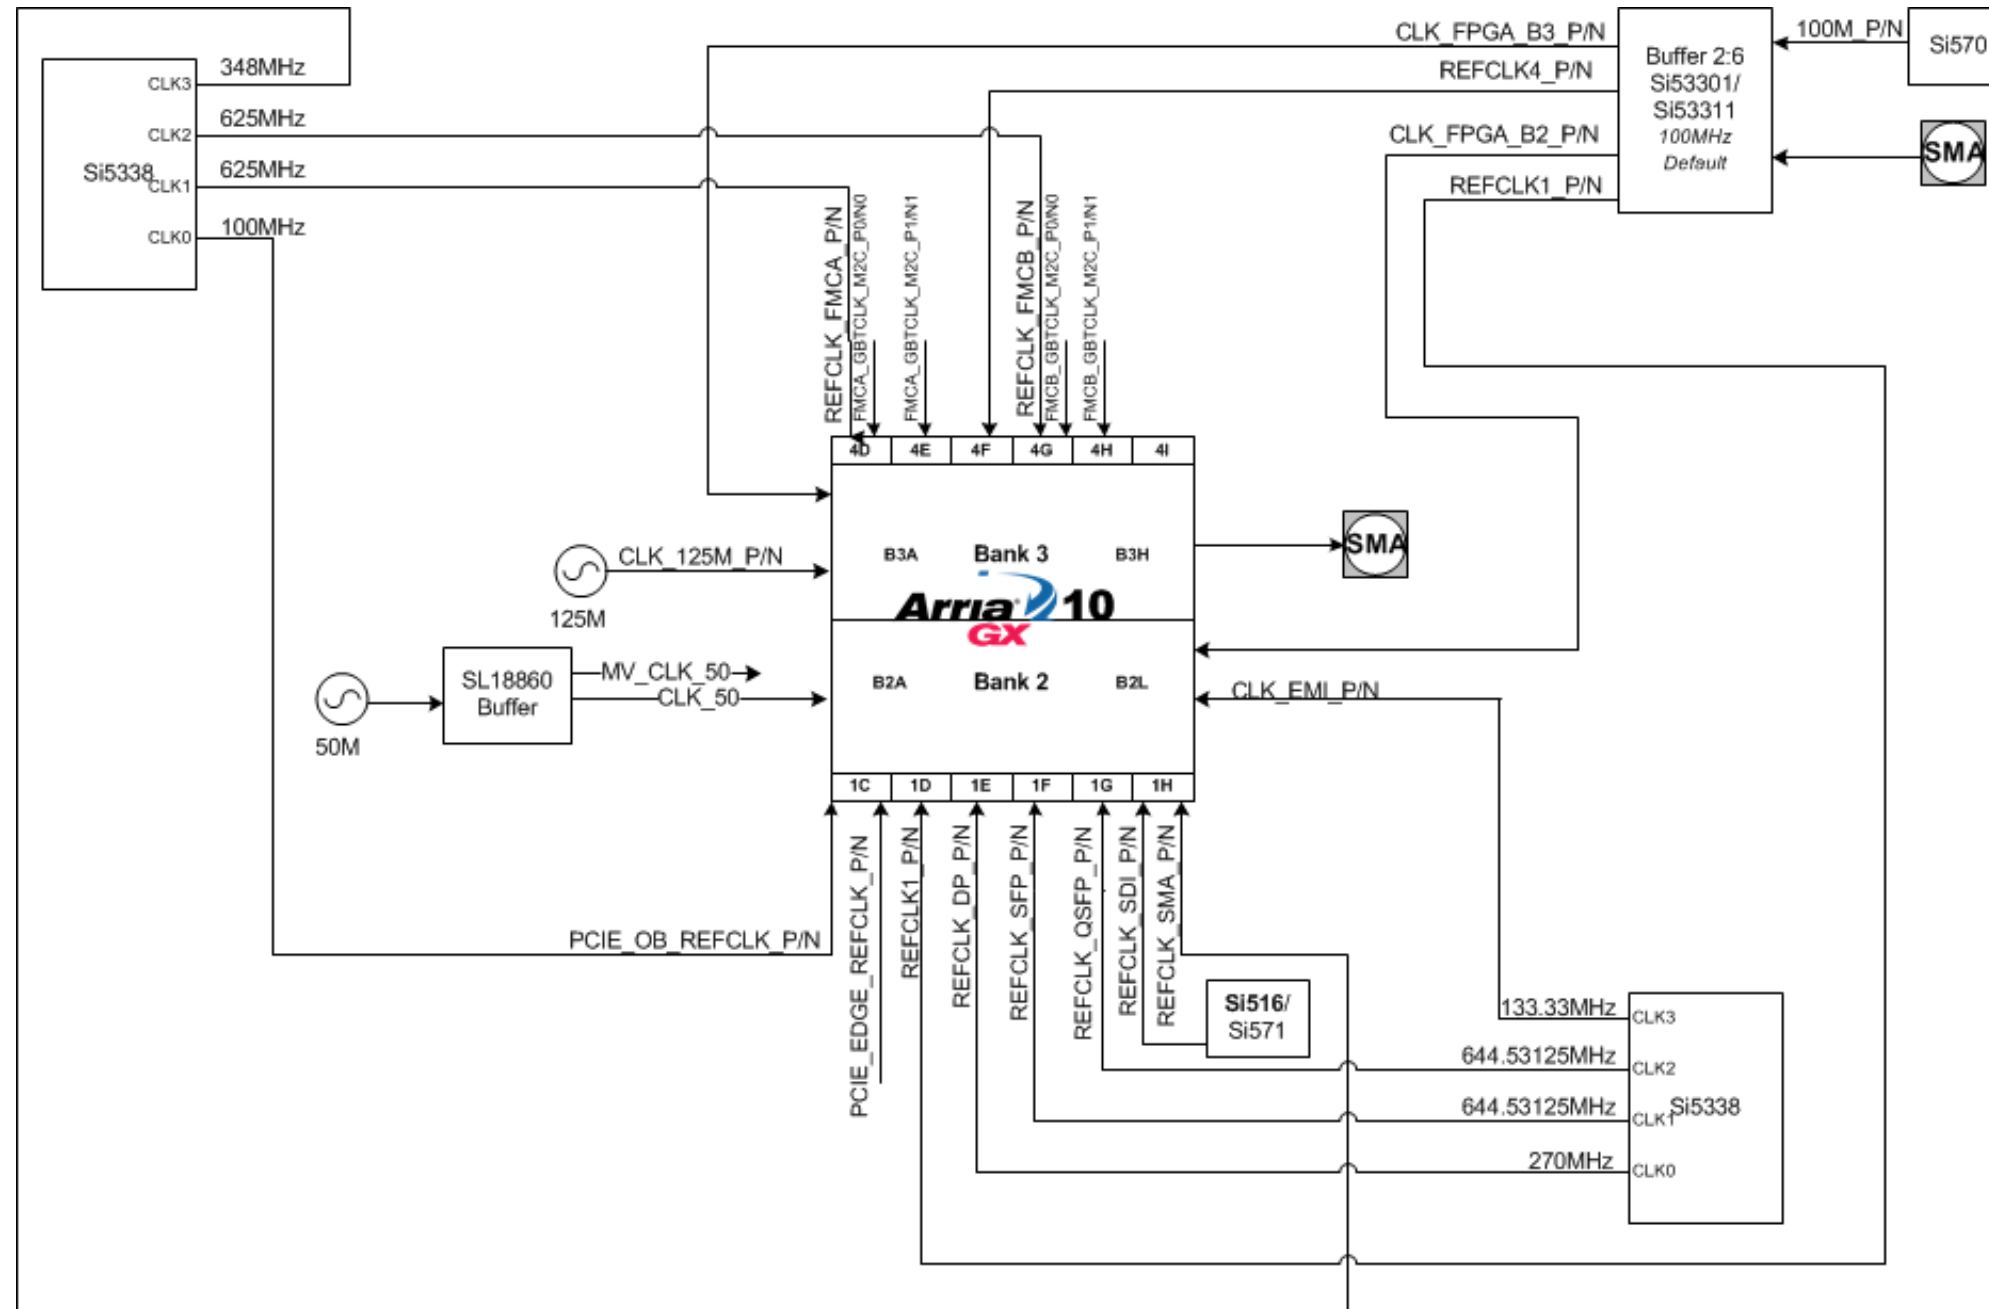 CLK_FPGA_B3_P/N
100M_P/N
Si570
348MHz
CLK3
Buffer 2:6
Si53301/
Si53311
100MHz
Default
REFCLK4_P/N
625MHz
CLK2
CLK_FPGA_B2_P/N
SMA
Si5338
625MHz
CLK1
REFCLK1_P/N
100MHz
CLK0
REFCLK_FMCA_P/N
FMCA_GBTCLK_M2C_P0/N0
FMCA_GBTCLK_M2C_P1/N1
REFCLK_FMCB_P/N
FMCB_GBTCLK_M2C_P0/N0
FMCB_GBTCLK_M2C_P1/N1
4D 4E 4F 4G 4H 4I
B3A Bank 3 B3H
SMA
CLK_125M_P/N
125M
Arria 10
GX
SL18860
Buffer
MV_CLK_50
CLK_50
50M
B2A Bank 2 B2L
CLK_EMI_P/N
1C 1D 1E 1F 1G 1H
PCIE_OB_REFCLK_P/N
PCIE_EDGE_REFCLK_P/N
REFCLK1_P/N
REFCLK_DP_P/N
REFCLK_SFP_P/N
REFCLK_QSFP_P/N
REFCLK_SDI_P/N
REFCLK_SMA_P/N
Si516/
Si571
133.33MHz
CLK3
644.53125MHz
CLK2
644.53125MHz
CLK1
Si5338
270MHz
CLK0